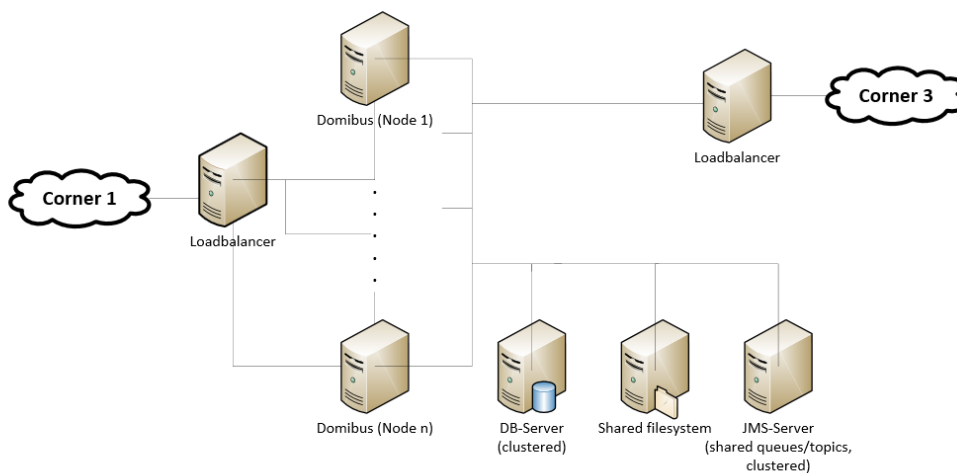 Domibus (Node 1)
Loadbalancer
Corner 3
Corner 1
Loadbalancer
Domibus (Node n)
DB-Server
(clustered)
Shared filesystem
JMS-Server
(shared queues/topics,
clustered)